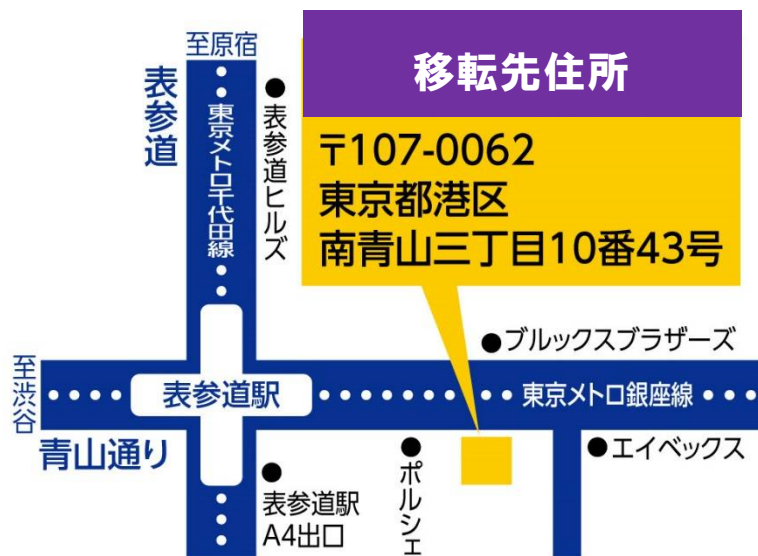 至原宿
移転先住所
表参道
東京メトロ千代田線
●表参道ヒルズ
〒107-0062
東京都港区
南青山三丁目10番43号
●ブルックスブラザーズ
至渋谷
表参道駅
東京メトロ銀座線
青山通り
●ポルシェ
●エイベックス
●表参道駅
A4出口